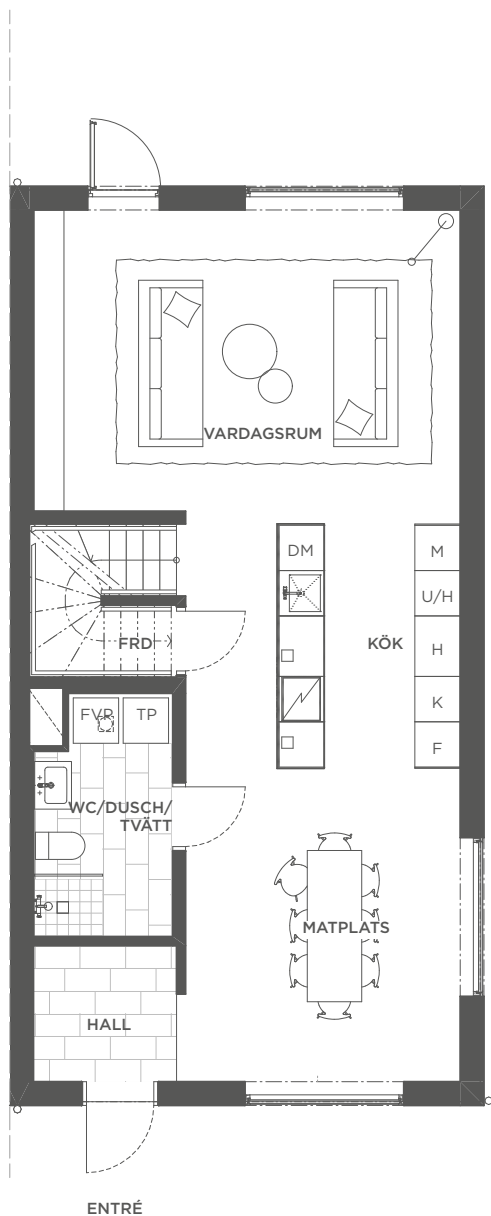 VARDAGSRUM
DM
M
U/H
FRD
KÖK
H
K
F
FVP
TP
WC/DUSCH/
TVÄTT
MATPLATS
HALL
ENTRÉ